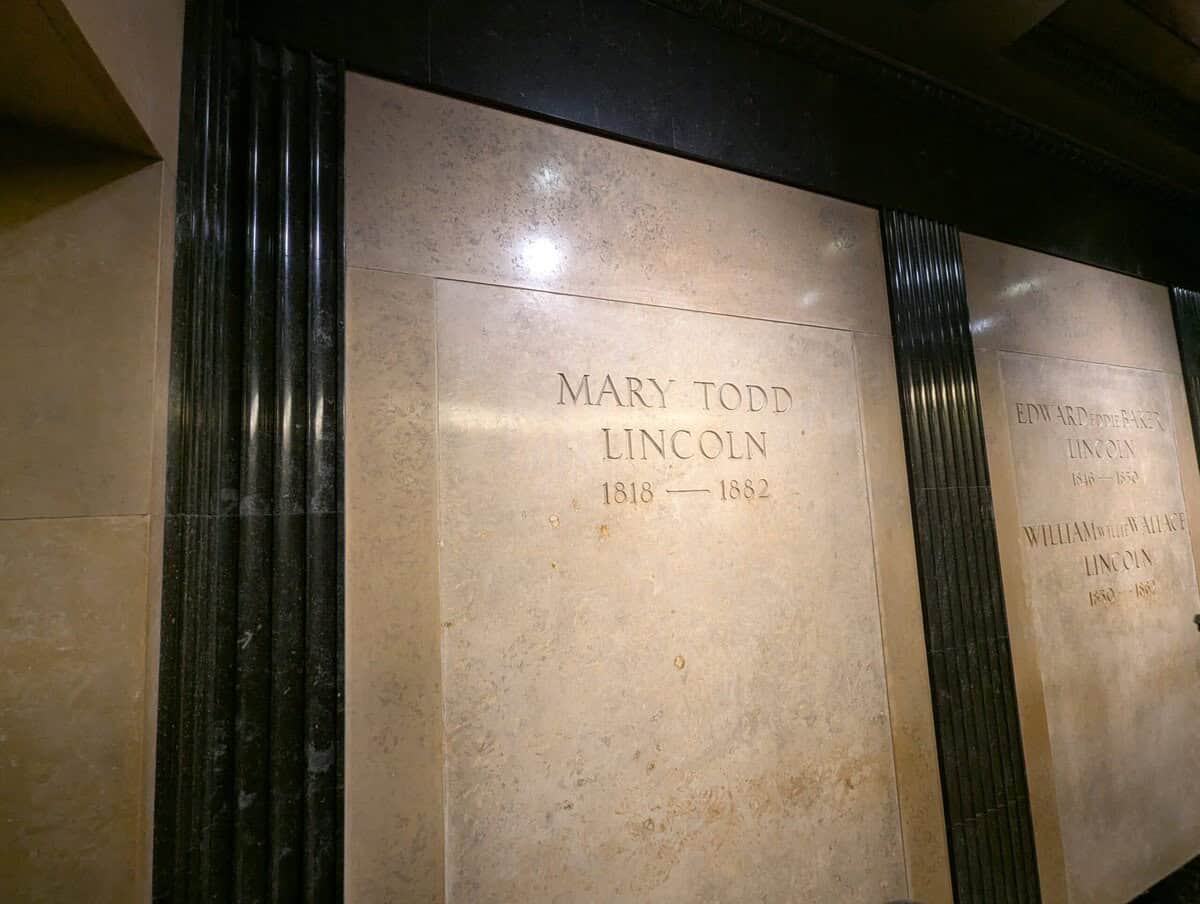 MARY TODD
LINCOLN
1818 — 1882
EDWARD EDDIE BAKER
LINCOLN
1846 — 1850
WILLIAM WILLIE WALLACE
LINCOLN
1850 — 1862